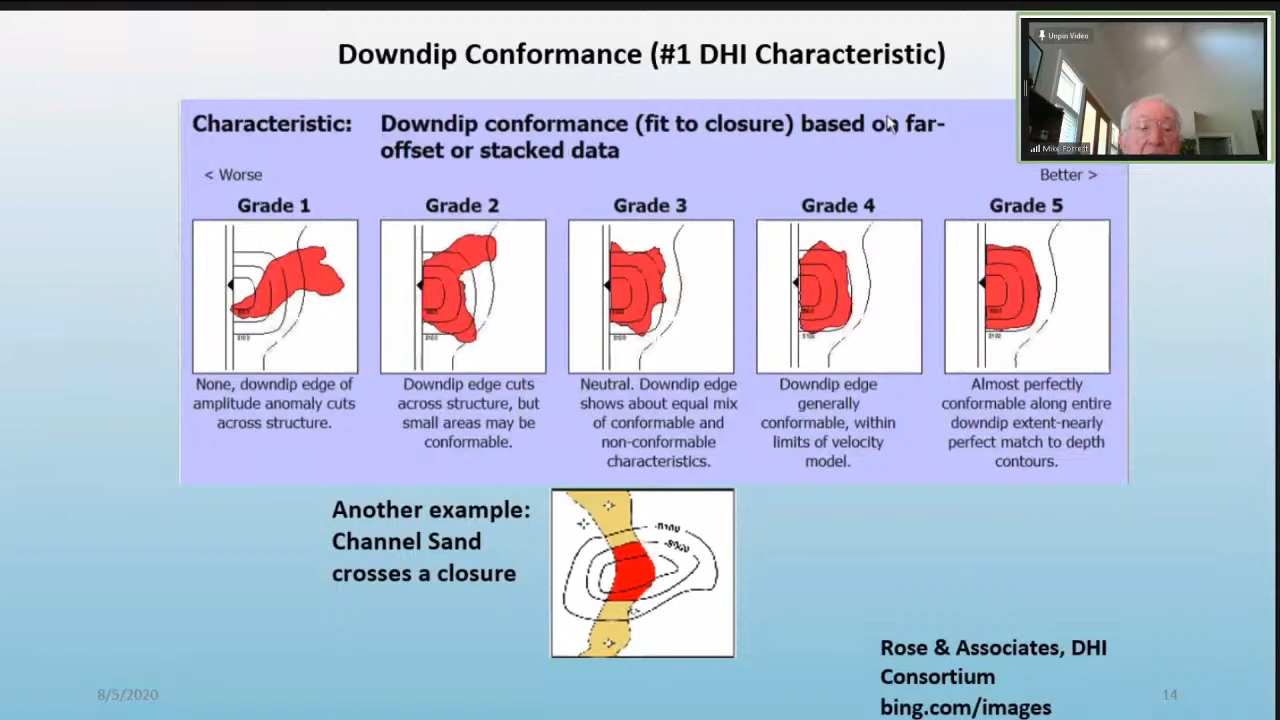 Downdip Conformance (#1 DHI Characteristic)
Unpin Video
Mike Forrest
Characteristic:
Downdip conformance (fit to closure) based on far-
offset or stacked data
< Worse
Better >
Grade 1
Grade 2
Grade 3
Grade 4
Grade 5
None, downdip edge of
amplitude anomaly cuts
across structure.
Downdip edge cuts
across structure, but
small areas may be
conformable.
Neutral. Downdip edge
shows about equal mix
of conformable and
non-conformable
characteristics.
Downdip edge
generally
conformable, within
limits of velocity
model.
Almost perfectly
conformable along entire
downdip extent-nearly
perfect match to depth
contours.
Another example:
Channel Sand
crosses a closure
Rose & Associates, DHI
Consortium
bing.com/images
8/5/2020
14